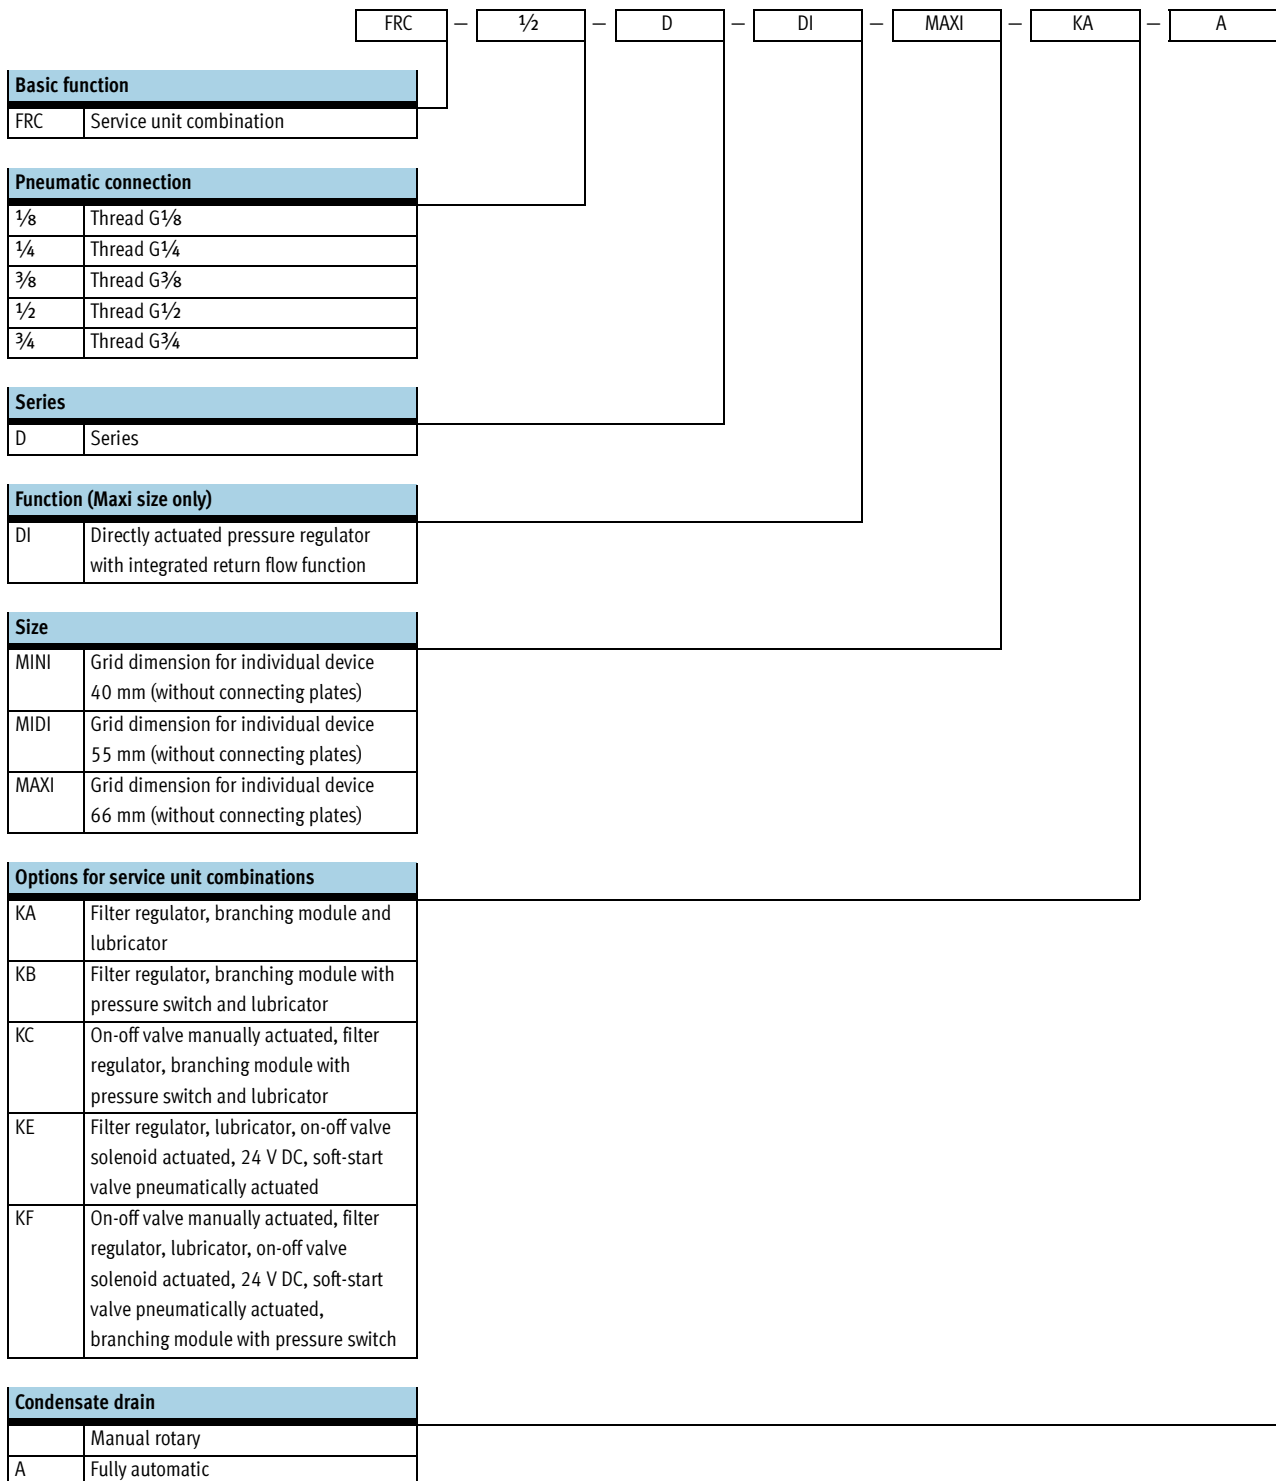 FRC – ½ – D – DI – MAXI – KA – A
Basic function
FRC Service unit combination
Pneumatic connection
⅛ Thread G⅛
¼ Thread G¼
⅜ Thread G⅜
½ Thread G½
¾ Thread G¾
Series
D Series
Function (Maxi size only)
DI Directly actuated pressure regulator
with integrated return flow function
Size
MINI Grid dimension for individual device
40 mm (without connecting plates)
MIDI Grid dimension for individual device
55 mm (without connecting plates)
MAXI Grid dimension for individual device
66 mm (without connecting plates)
Options for service unit combinations
KA Filter regulator, branching module and
lubricator
KB Filter regulator, branching module with
pressure switch and lubricator
KC On-off valve manually actuated, filter
regulator, branching module with
pressure switch and lubricator
KE Filter regulator, lubricator, on-off valve
solenoid actuated, 24 V DC, soft-start
valve pneumatically actuated
KF On-off valve manually actuated, filter
regulator, lubricator, on-off valve
solenoid actuated, 24 V DC, soft-start
valve pneumatically actuated,
branching module with pressure switch
Condensate drain
Manual rotary
A Fully automatic